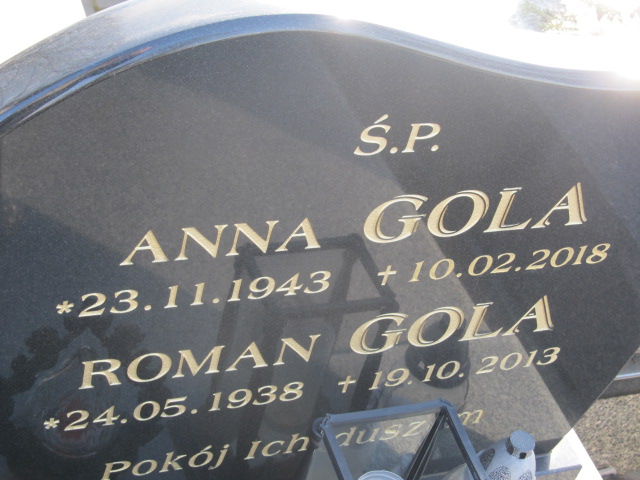 Ś.P.
ANNA GOLA
*23.11.1943 +10.02.2018
ROMAN GOLA
*24.05.1938 +19.10.2013
Pokój Ich duszom